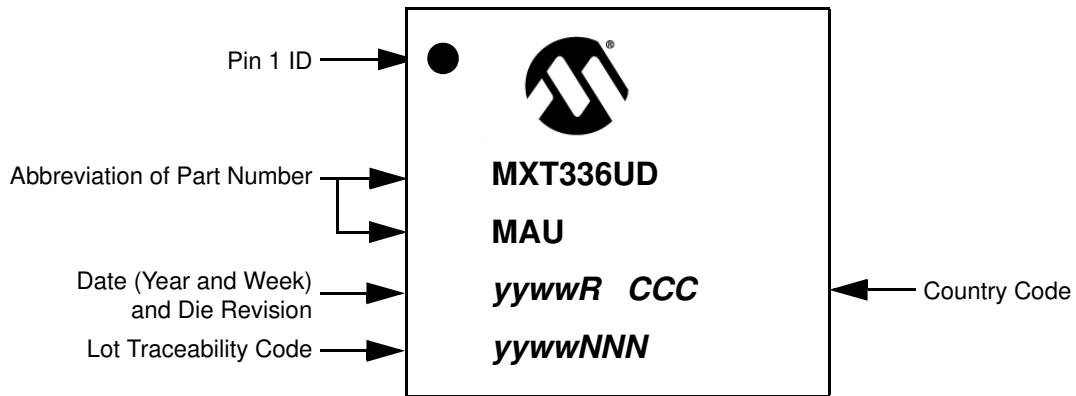 Pin 1 ID
®
Abbreviation of Part Number
MXT336UD
MAU
Date (Year and Week)
and Die Revision
yywwR CCC
Country Code
Lot Traceability Code
yywwNNN